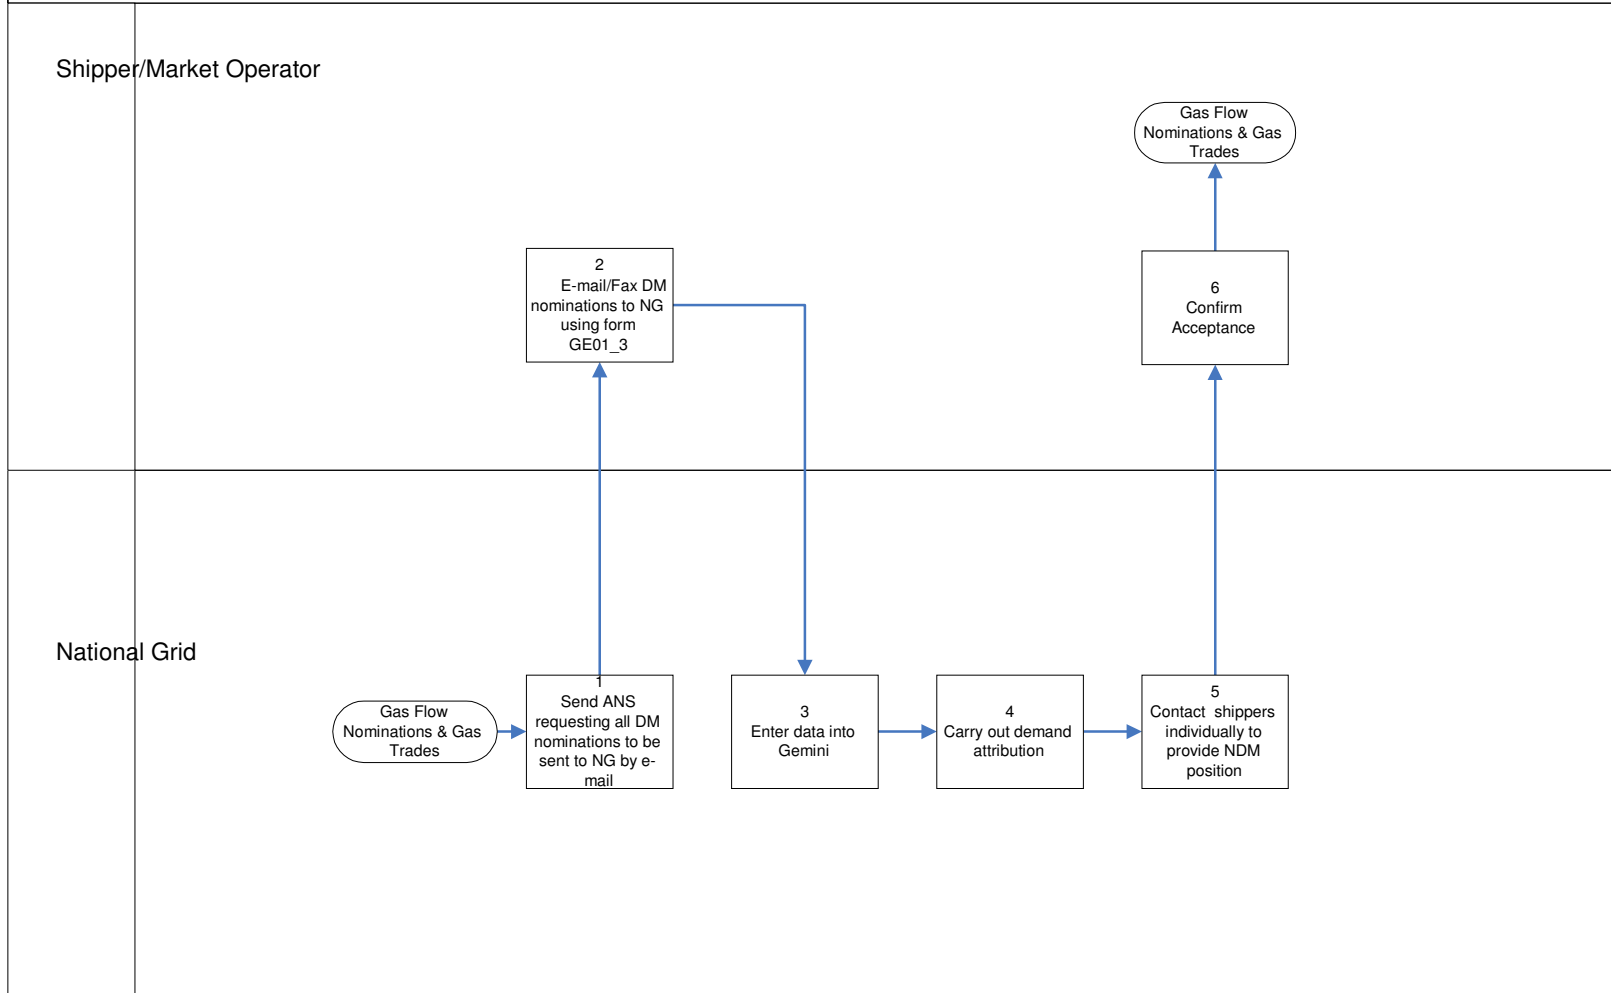 Shipper/Market Operator
Gas Flow
Nominations & Gas
Trades
2
E-mail/Fax DM
nominations to NG
using form
GE01_3
6
Confirm
Acceptance
National Grid
Gas Flow
Nominations & Gas
Trades
1
Send ANS
requesting all DM
nominations to be
sent to NG by e-
mail
3
Enter data into
Gemini
4
Carry out demand
attribution
5
Contact shippers
individually to
provide NDM
position